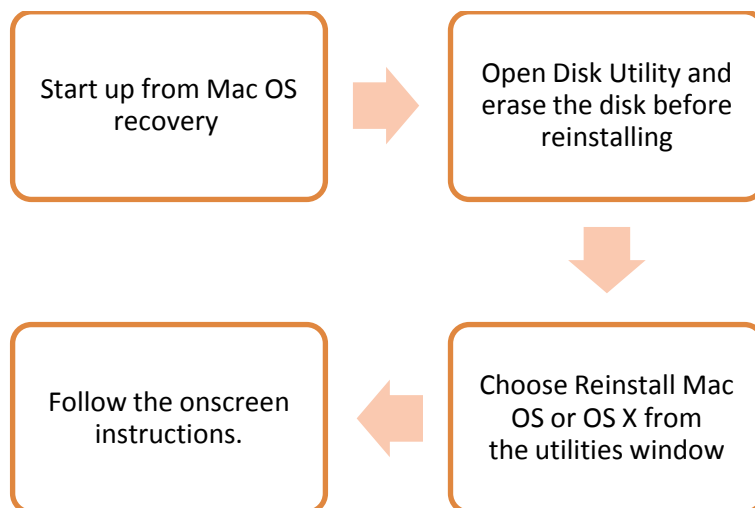 Start up from Mac OS
recovery
Open Disk Utility and
erase the disk before
reinstalling
Choose Reinstall Mac
OS or OS X from
the utilities window
Follow the onscreen
instructions.